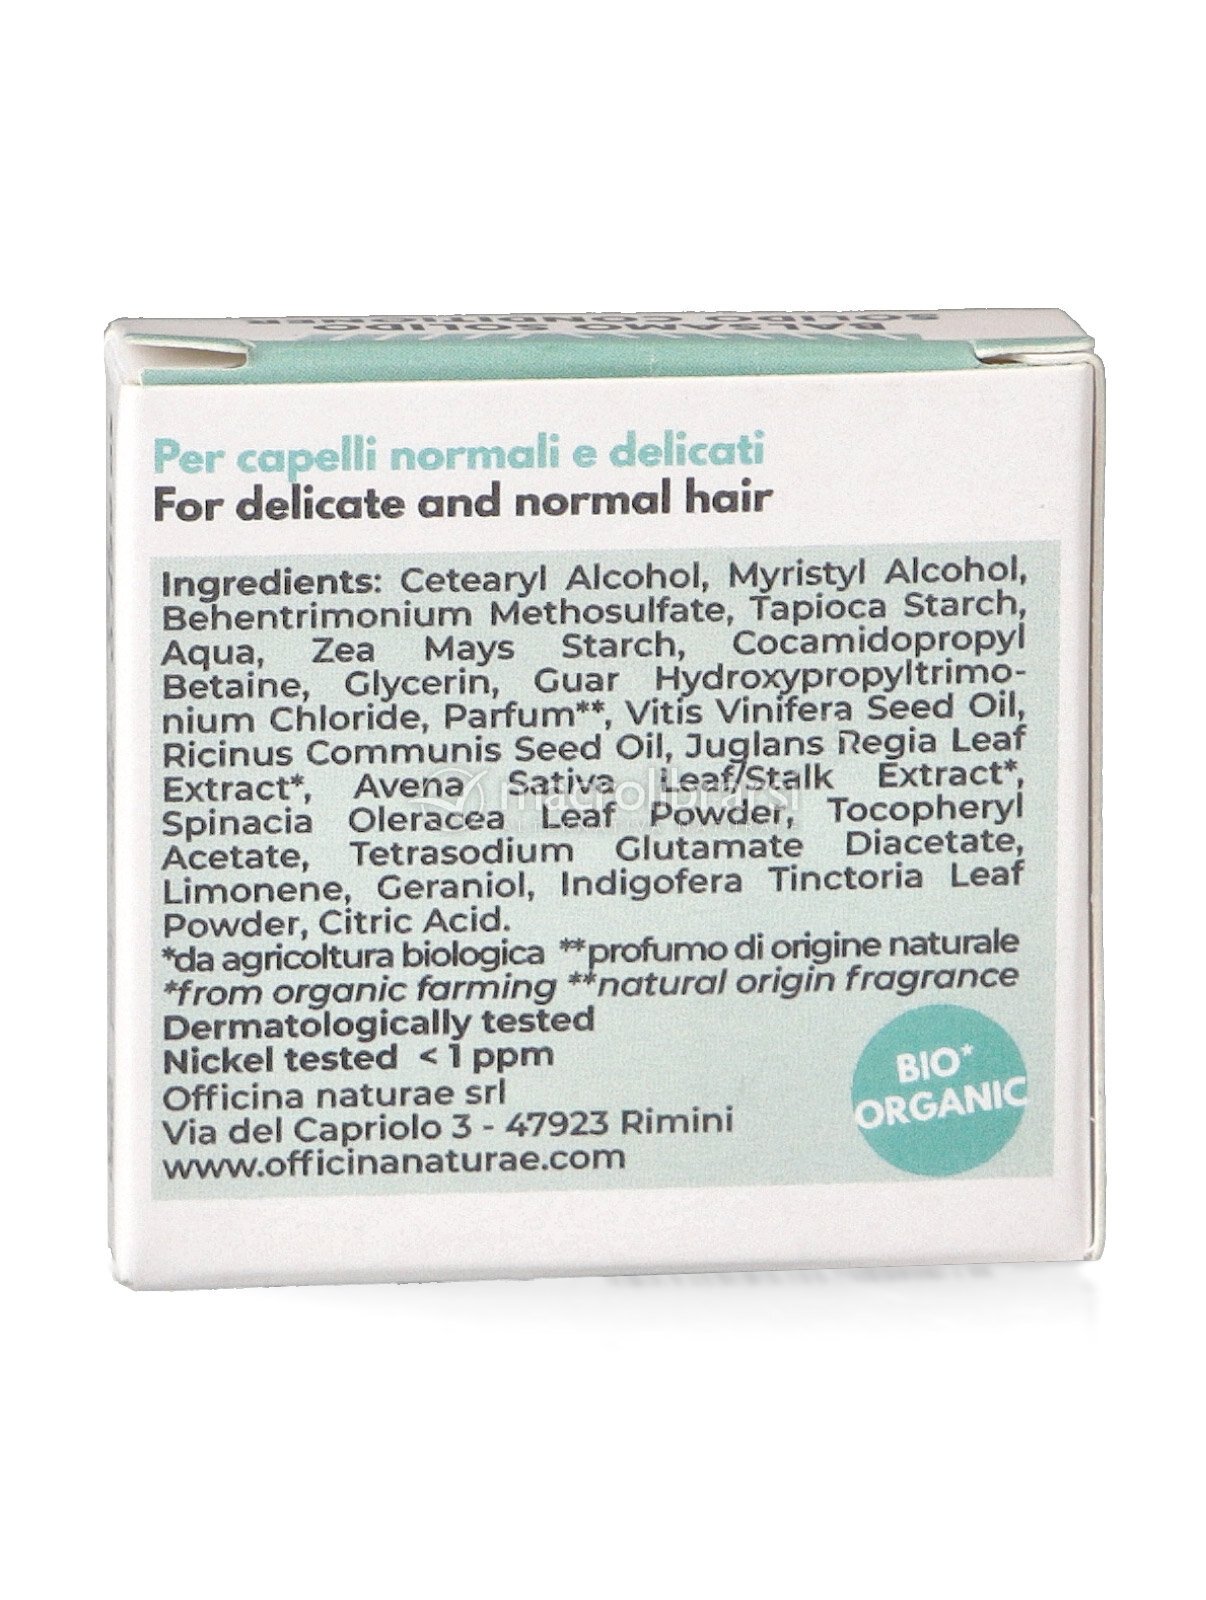 BALSAMO SOLIDO
SOLID CONDITIONER
Per capelli normali e delicati
For delicate and normal hair
Ingredients: Cetearyl Alcohol, Myristyl Alcohol,
Behentrimonium Methosulfate, Tapioca Starch,
Aqua, Zea Mays Starch, Cocamidopropyl
Betaine, Glycerin, Guar Hydroxypropyltrimo-
nium Chloride, Parfum**, Vitis Vinifera Seed Oil,
Ricinus Communis Seed Oil, Juglans Regia Leaf
Extract*, Avena Sativa Leaf/Stalk Extract*,
macrolibrarsi
Spinacia Oleracea Leaf Powder, Tocopheryl
Acetate, Tetrasodium Glutamate Diacetate,
Limonene, Geraniol, Indigofera Tinctoria Leaf
Powder, Citric Acid.
*da agricoltura biologica **profumo di origine naturale
*from organic farming **natural origin fragrance
Dermatologically tested
Nickel tested < 1 ppm
Officina naturae srl
Via del Capriolo 3 - 47923 Rimini
www.officinanaturae.com
BIO*
ORGANIC